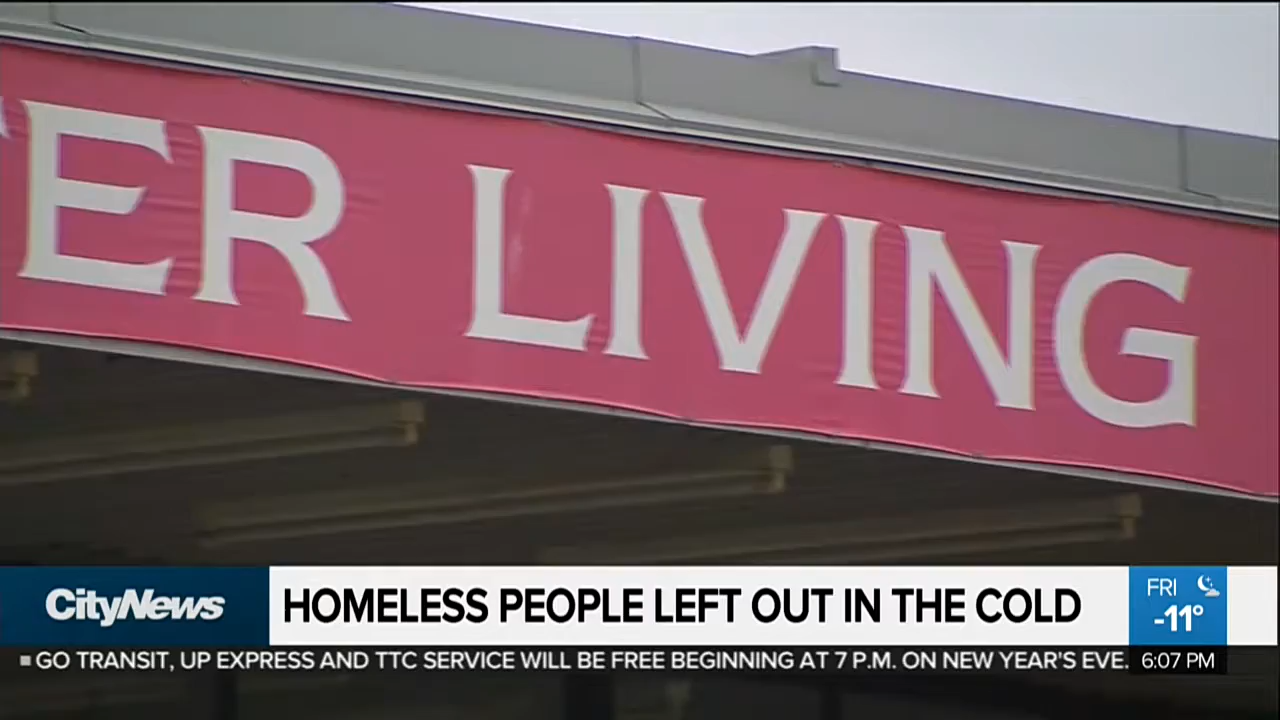 ER LIVING
CityNews
HOMELESS PEOPLE LEFT OUT IN THE COLD
FRI
-11°
GO TRANSIT, UP EXPRESS AND TTC SERVICE WILL BE FREE BEGINNING AT 7 P.M. ON NEW YEAR'S EVE.
6:07 PM